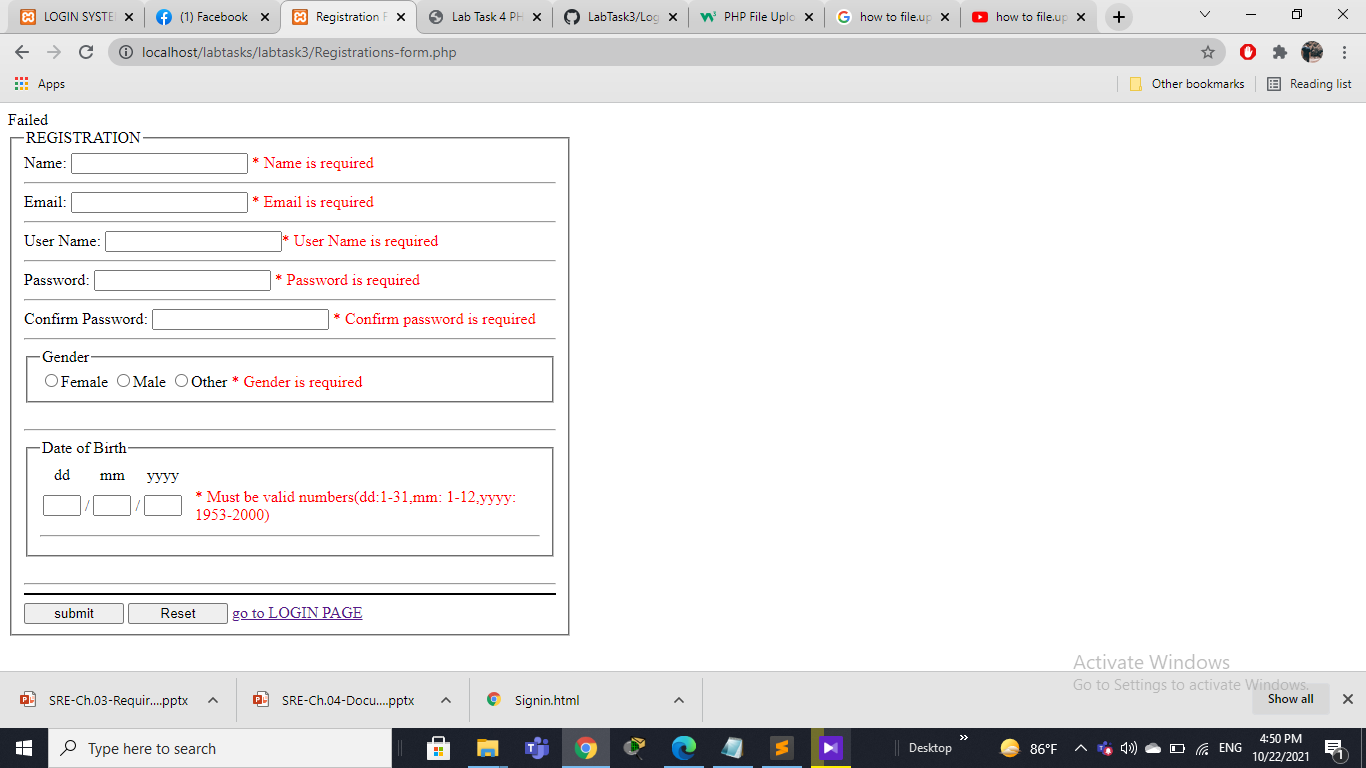 LOGIN SYSTE
(1) Facebook
Registration F
Lab Task 4 PH
LabTask3/Log
PHP File Uplo
how to file.up
how to file.up
localhost/labtasks/labtask3/Registrations-form.php
Apps
Other bookmarks
Reading list
Failed
REGISTRATION
Name: * Name is required
Email: * Email is required
User Name: * User Name is required
Password: * Password is required
Confirm Password: * Confirm password is required
Gender
Female Male Other * Gender is required
Date of Birth
dd mm yyyy
/ / * Must be valid numbers(dd:1-31,mm: 1-12,yyyy:
1953-2000)
submit Reset go to LOGIN PAGE
Activate Windows
Go to Settings to activate Windows.
SRE-Ch.03-Requir....pptx
SRE-Ch.04-Docu....pptx
Signin.html
Show all
Type here to search
Desktop
86°F
ENG
4:50 PM
10/22/2021
1